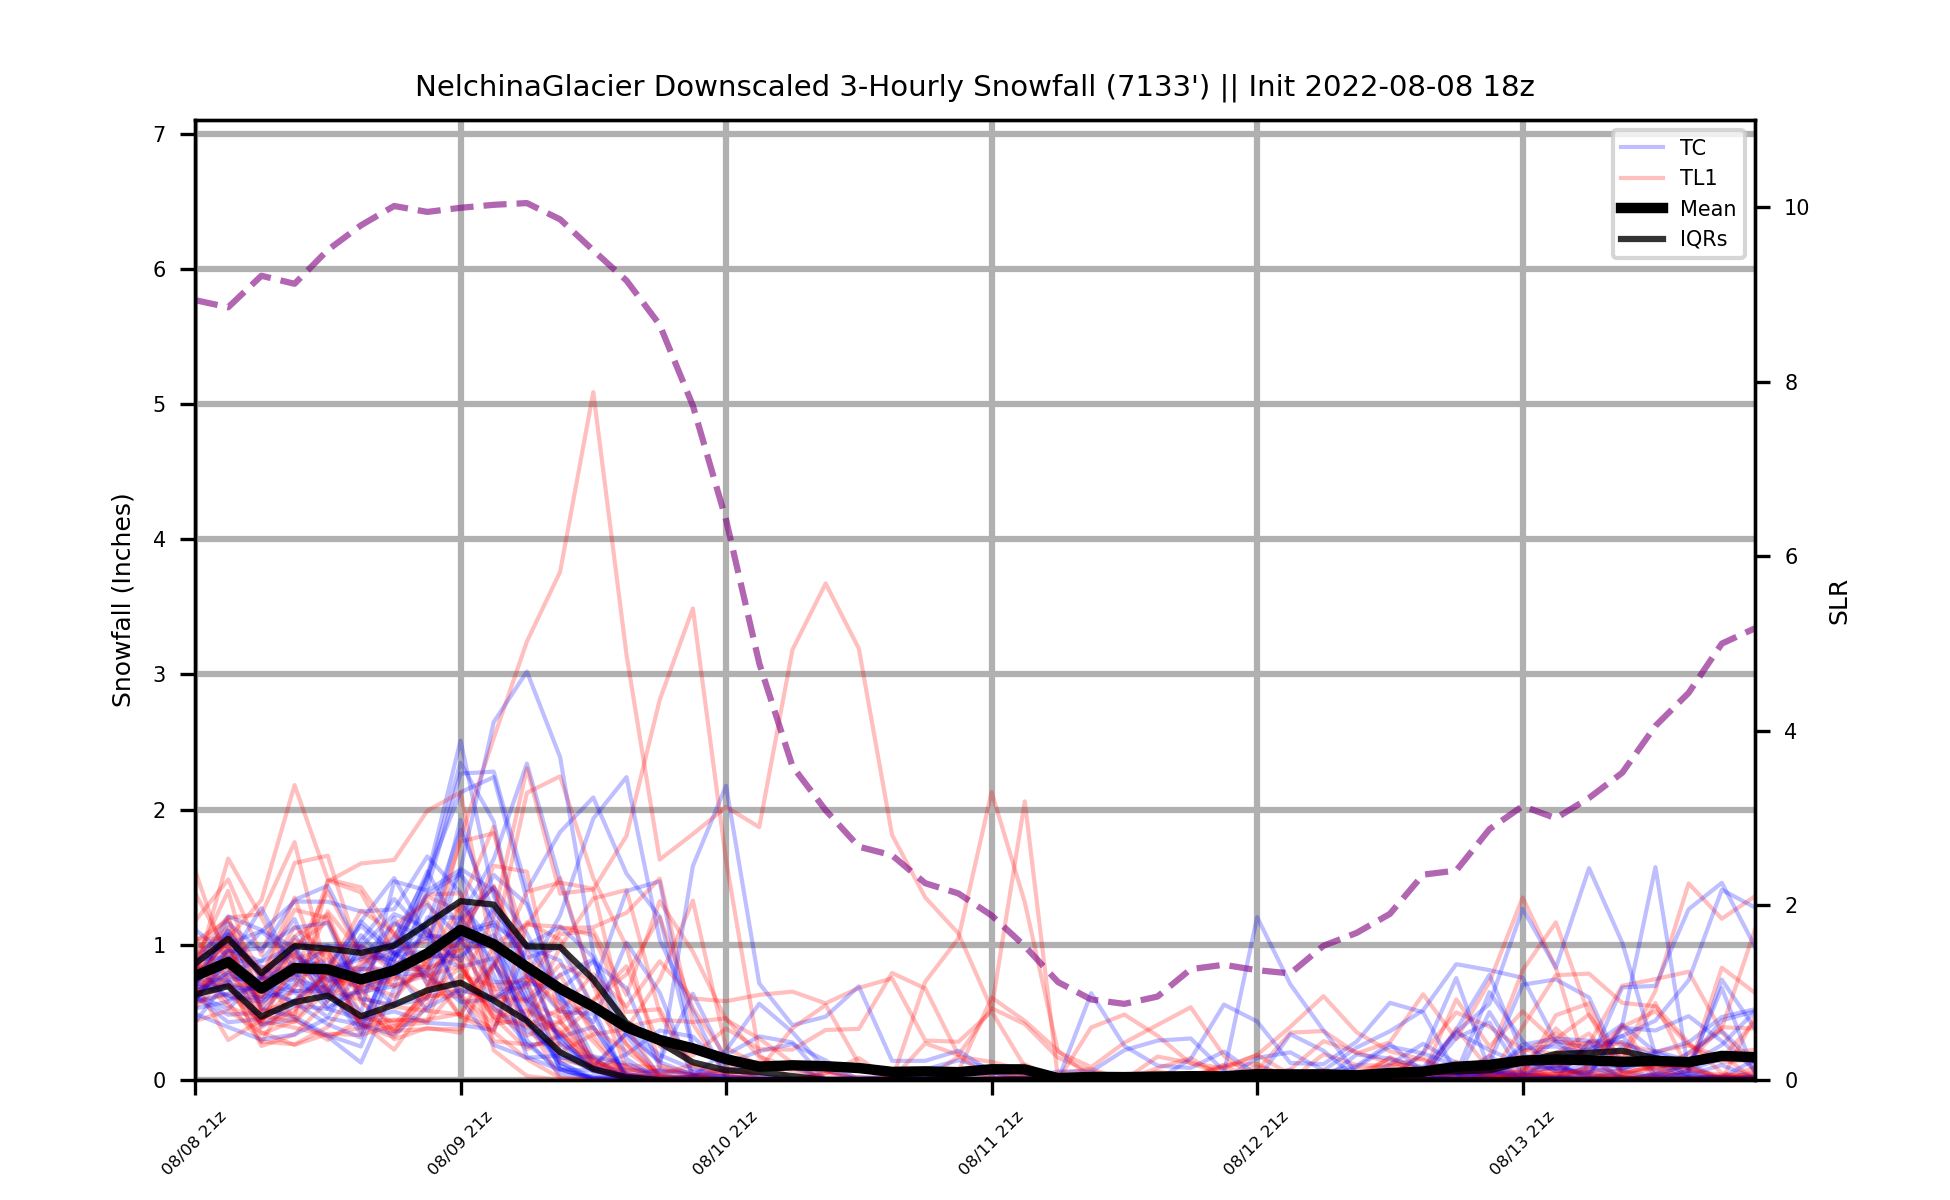 NelchinaGlacier Downscaled 3-Hourly Snowfall (7133') || Init 2022-08-08 18z
TC
TL1
Mean
IQRs
Snowfall (Inches)
7
6
5
4
3
2
1
0
SLR
10
8
6
4
2
0
08/08 21z
08/09 21z
08/10 21z
08/11 21z
08/12 21z
08/13 21z